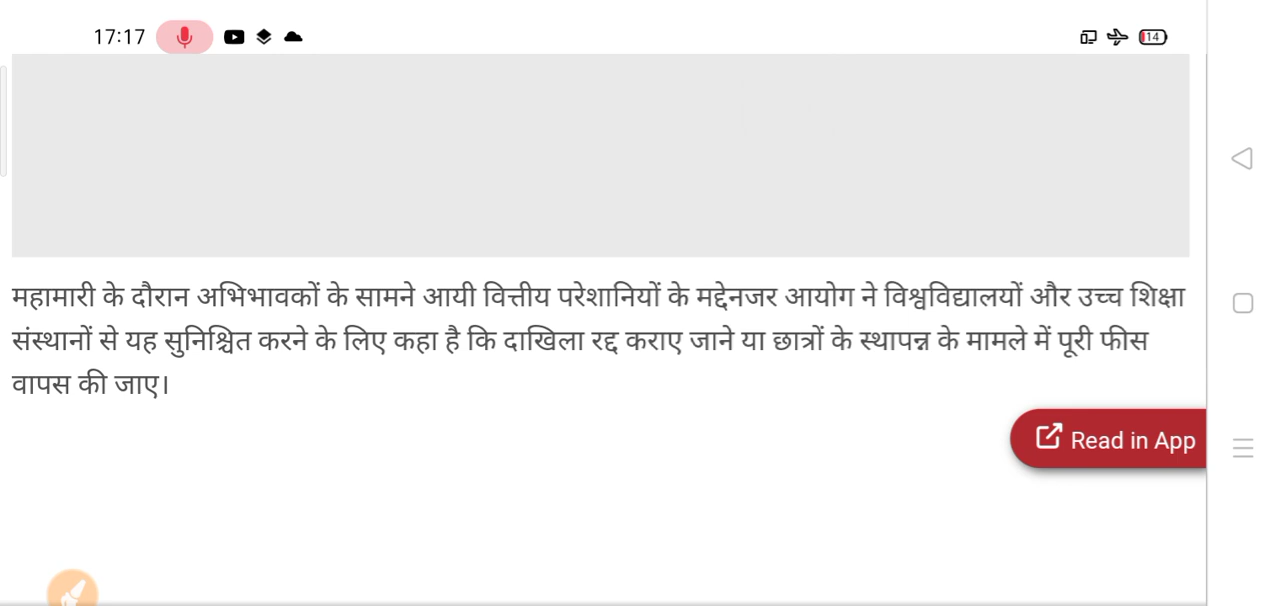 17:17
14
महामारी के दौरान अभिभावकों के सामने आयी वित्तीय परेशानियों के मद्देनजर आयोग ने विश्वविद्यालयों और उच्च शिक्षा
संस्थानों से यह सुनिश्चित करने के लिए कहा है कि दाखिला रद्द कराए जाने या छात्रों के स्थापन्न के मामले में पूरी फीस
वापस की जाए।
Read in App